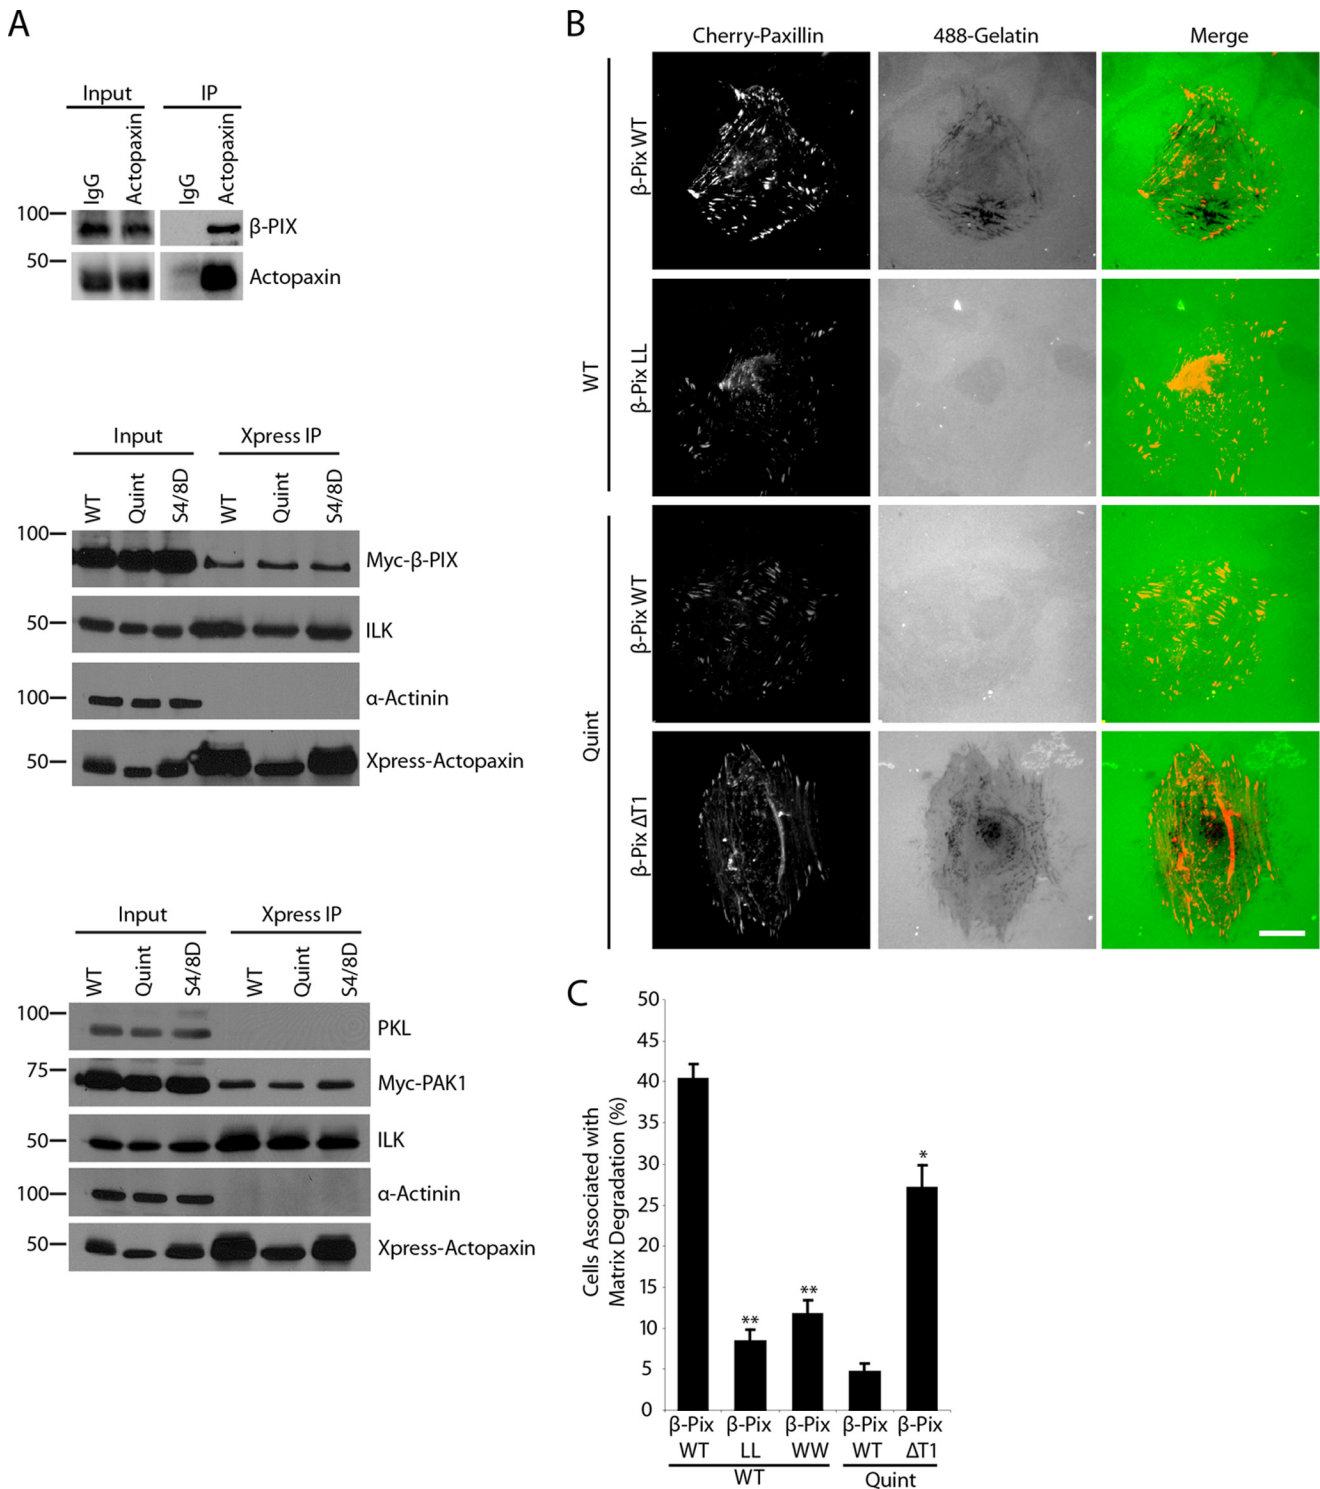 A
Input IP
IgG
Actopaxin
IgG
Actopaxin
100
β-PIX
50
Actopaxin
Input Xpress IP
WT
Quint
S4/8D
WT
Quint
S4/8D
100
Myc-β-PIX
50
ILK
100
α-Actinin
50
Xpress-Actopaxin
Input Xpress IP
WT
Quint
S4/8D
WT
Quint
S4/8D
100
PKL
75
Myc-PAK1
50
ILK
100
α-Actinin
50
Xpress-Actopaxin
B
Cherry-Paxillin 488-Gelatin Merge
WT
β-Pix WT
β-Pix LL
Quint
β-Pix WT
β-Pix ΔT1
C
Cells Associated with
Matrix Degradation (%)
50
45
40
35
30
25
20
15
10
5
0
**
**
*
β-Pix β-Pix β-Pix β-Pix β-Pix
WT LL WW WT ΔT1
WT Quint